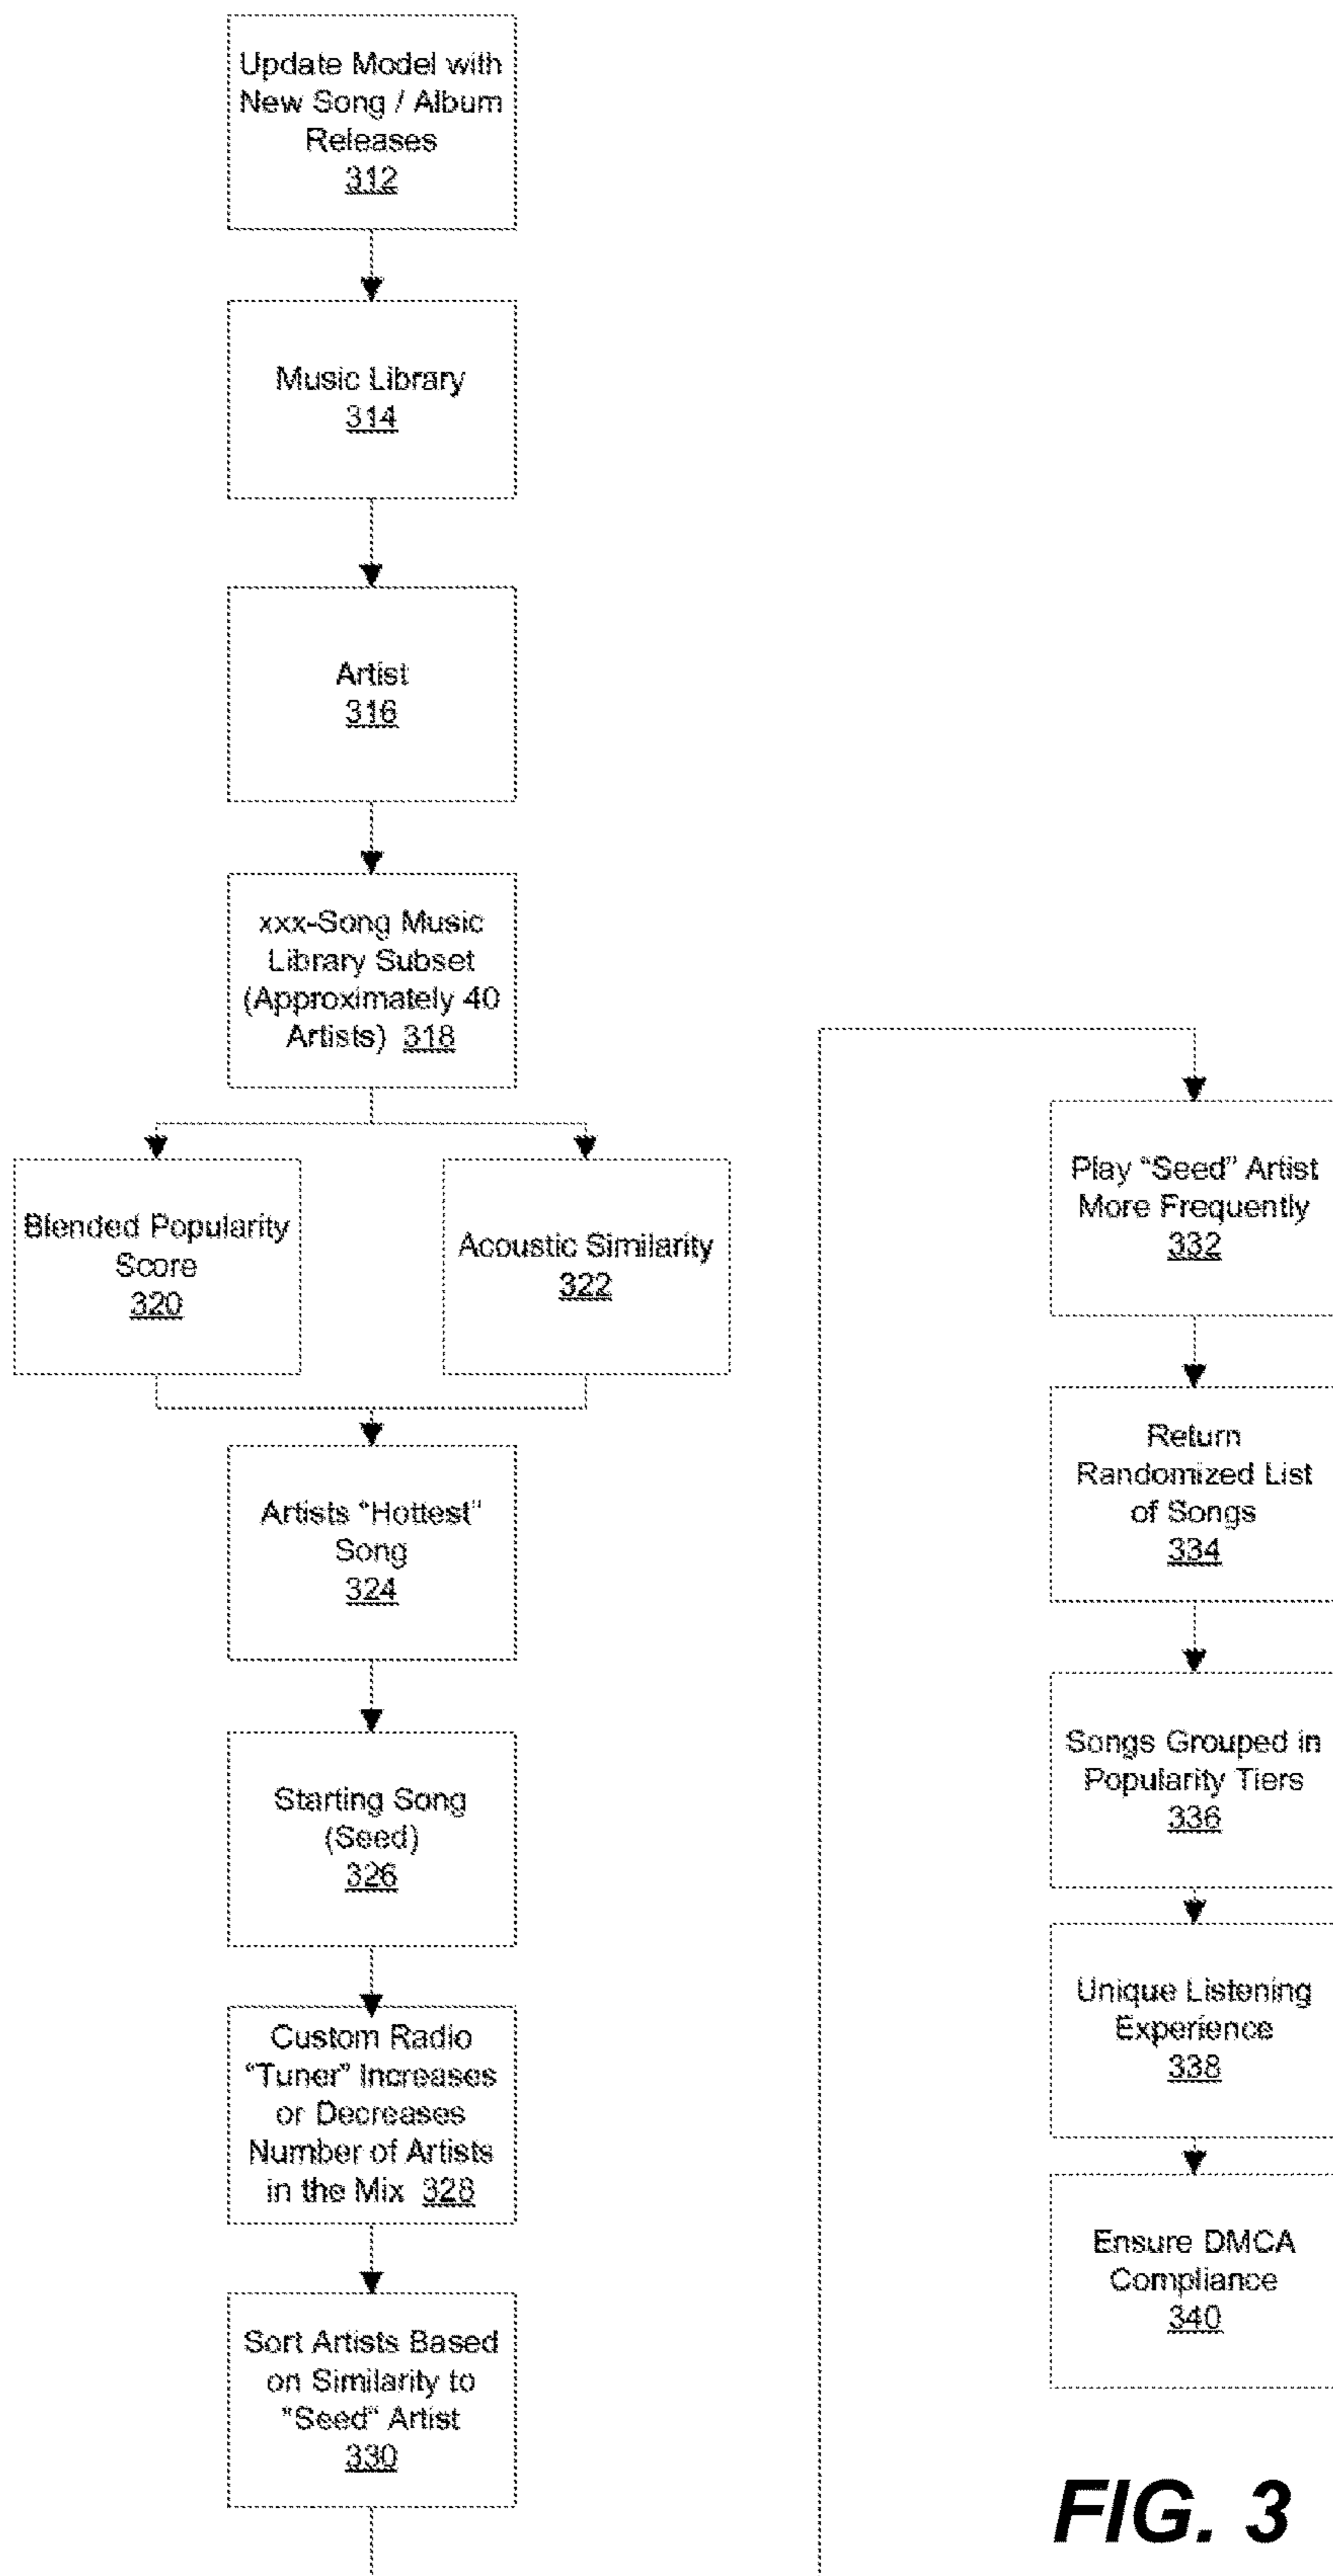 Update Model with
New Song / Album
Releases
312
Music Library
314
Artist
316
xxx-Song Music
Library Subset
(Approximately 40
Artists) 318
Blended Popularity
Score
320
Acoustic Similarity
322
Artists "Hottest"
Song
324
Starting Song
(Seed)
326
Custom Radio
"Tuner" Increases
or Decreases
Number of Artists
in the Mix 328
Sort Artists Based
on Similarity to
"Seed" Artist
330
Play "Seed" Artist
More Frequently
332
Return
Randomized List
of Songs
334
Songs Grouped in
Popularity Tiers
336
Unique Listening
Experience
338
Ensure DMCA
Compliance
340
FIG. 3